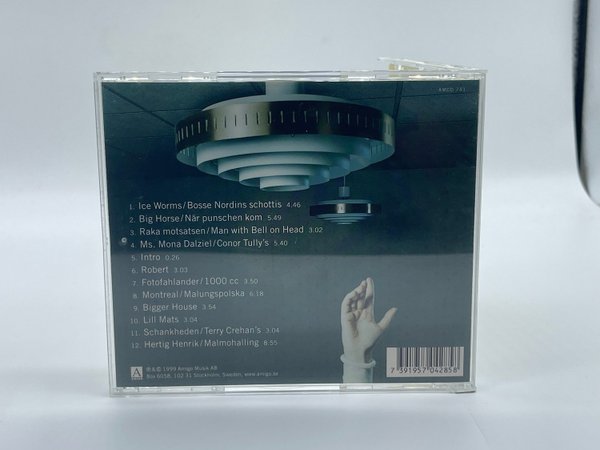 AMCD 741
1. Ice Worms/Bosse Nordins schottis 4.46
2. Big Horse/När punschen kom 5.49
3. Raka motsatsen/Man with Bell on Head 3.02
4. Ms. Mona Dalziel/Conor Tully's 5.40
5. Intro 0.26
6. Robert 3.03
7. Fotofahlander/1000 cc 3.50
8. Montreal/Malungspolska 6.18
9. Bigger House 3.54
10. Lill Mats 3.04
11. Schankheden/Terry Crehan's 3.04
12. Hertig Henrik/Malmohalling 8.55
A
℗ & © 1999 Amigo Musik AB
Box 6058, 102 31 Stockholm, Sweden, www.amigo.se
7 391957 042858